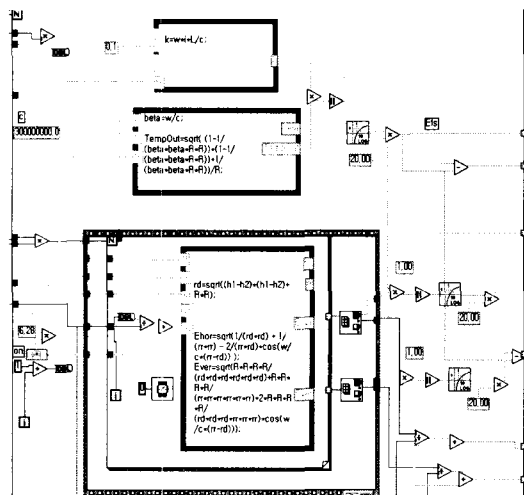 N
k=w*i*L/c;
0.1
c
300000000.0
beta=w/c;
TempOut=sqrt( (1-1/
(beta*beta*R*R))*(1-1/
(beta*beta*R*R))+1/
(beta*beta*R*R))/R;
Efs
20.00
N
rd=sqrt((h1-h2)*(h1-h2)+
R*R);
Ehor=sqrt(1/(rd*rd) + 1/
(rr*rr) - 2/(rr*rd)*cos(w/
c*(rr-rd)) );
Ever=sqrt(R*R*R*R/
(rd*rd*rd*rd*rd*rd)+R*R*
R*R/
(rr*rr*rr*rr*rr*rr)+2*R*R*R
*R/
(rd*rd*rd*rr*rr*rr)*cos(w
/c*(rr-rd)));
1.00
20.00
1.00
20.00
6.28
on
1
i
i